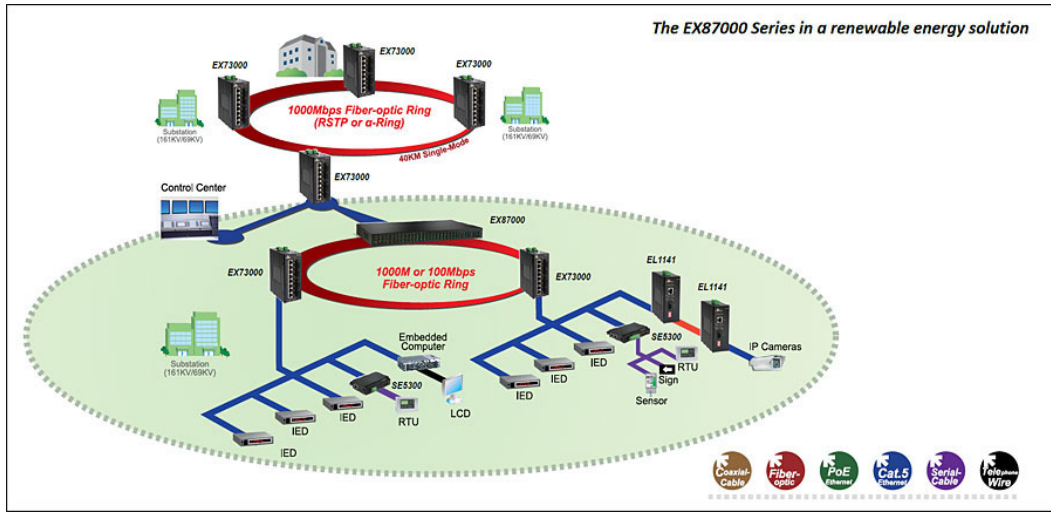 The EX87000 Series in a renewable energy solution
EX73000
EX73000
EX73000
1000Mbps Fiber-optic Ring
(RSTP or α-Ring)
Substation
(161KV/69KV)
Substation
(161KV/69KV)
40KM Single-Mode
EX73000
Control Center
EX87000
EX73000
1000M or 100Mbps
Fiber-optic Ring
EX73000
EL1141
EL1141
Substation
(161KV/69KV)
Embedded
Computer
SE5300
IP Cameras
RTU
Sign
Sensor
IED
IED
IED
SE5300
LCD
RTU
IED
IED
IED
Coaxial-
Cable
Fiber-
optic
PoE
Ethernet
Cat.5
Ethernet
Serial-
Cable
Telephone
Wire